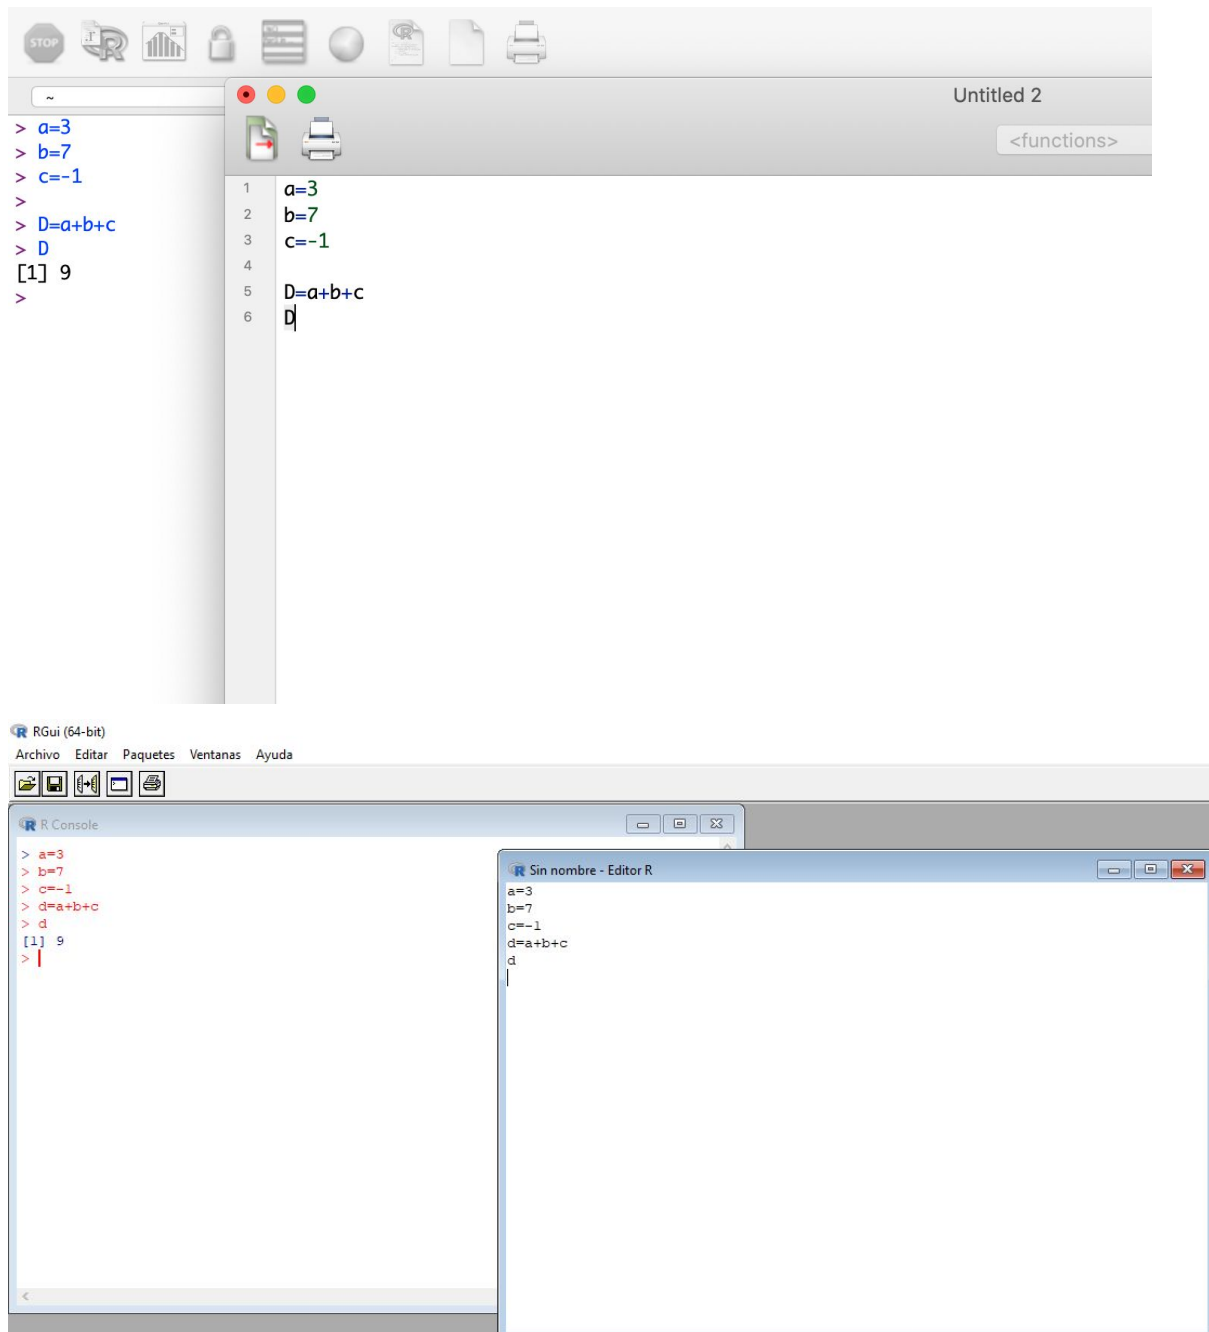 STOP
~
> a=3
> b=7
> c=-1
>
> D=a+b+c
> D
[1] 9
>
Untitled 2
<functions>
1 a=3
2 b=7
3 c=-1
4
5 D=a+b+c
6 D
RGui (64-bit)
Archivo Editar Paquetes Ventanas Ayuda
R Console
> a=3
> b=7
> c=-1
> d=a+b+c
> d
[1] 9
>
Sin nombre - Editor R
a=3
b=7
c=-1
d=a+b+c
d